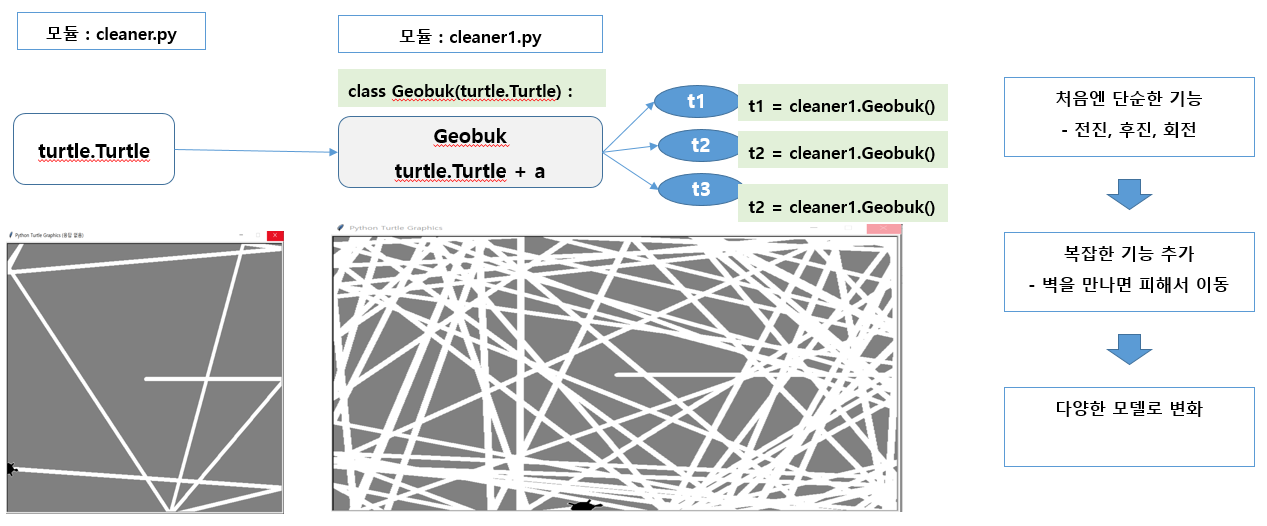 모듈 : cleaner.py
모듈 : cleaner1.py
class Geobuk(turtle.Turtle) :
turtle.Turtle
Geobuk
turtle.Turtle + a
t1
t1 = cleaner1.Geobuk()
t2
t2 = cleaner1.Geobuk()
t3
t2 = cleaner1.Geobuk()
Python Turtle Graphics (응답 없음)
Python Turtle Graphics
처음엔 단순한 기능
- 전진, 후진, 회전
복잡한 기능 추가
- 벽을 만나면 피해서 이동
다양한 모델로 변화